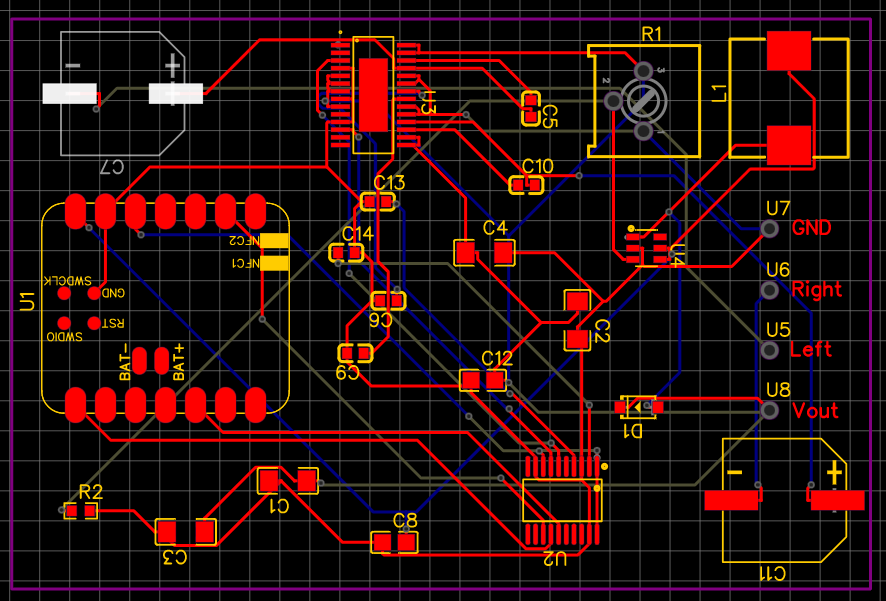 R1
3
2
1
L1
C7
U3
C5
C10
C13
C14
C4
U4
U7
GND
U6
Right
U5
Left
U8
Vout
NFC2
NFC1
SWDCLK
GND
U1
SWDIO
RST
BAT-
BAT+
C6
C9
C2
C12
D1
R2
C1
C3
C8
U2
C11